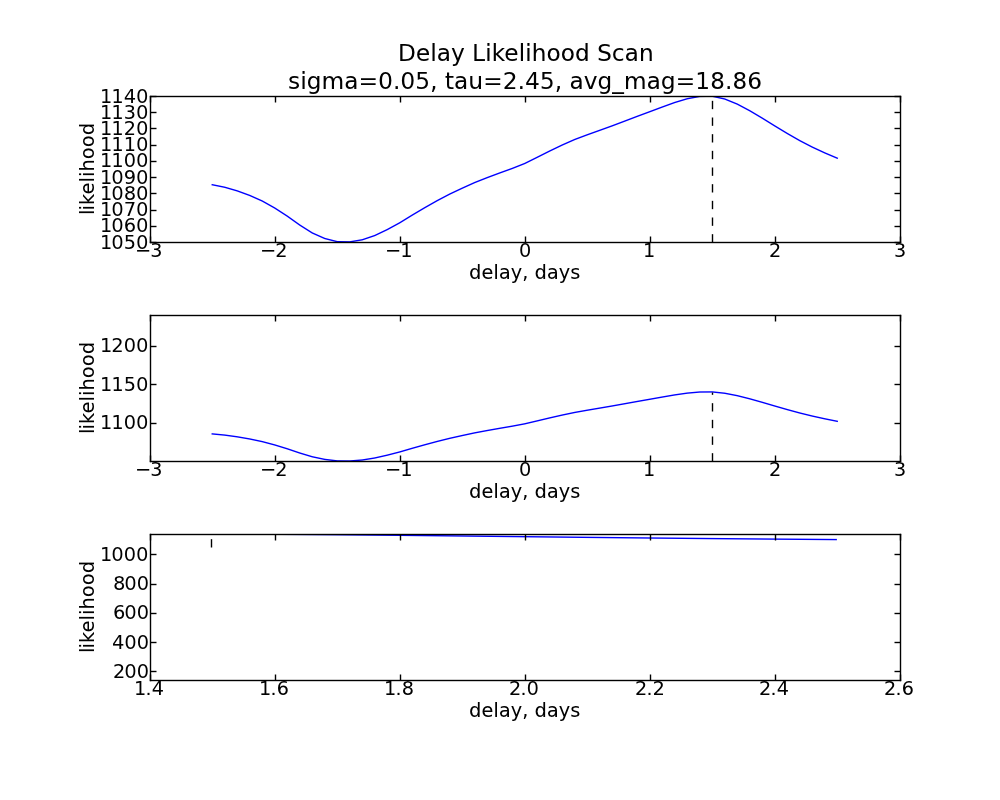 Delay Likelihood Scan
sigma=0.05, tau=2.45, avg_mag=18.86
likelihood
1140
1130
1120
1110
1100
1090
1080
1070
1060
1050
−3 −2 −1 0 1 2 3
delay, days
likelihood
1200
1150
1100
−3 −2 −1 0 1 2 3
delay, days
likelihood
1000
800
600
400
200
1.4 1.6 1.8 2.0 2.2 2.4 2.6
delay, days